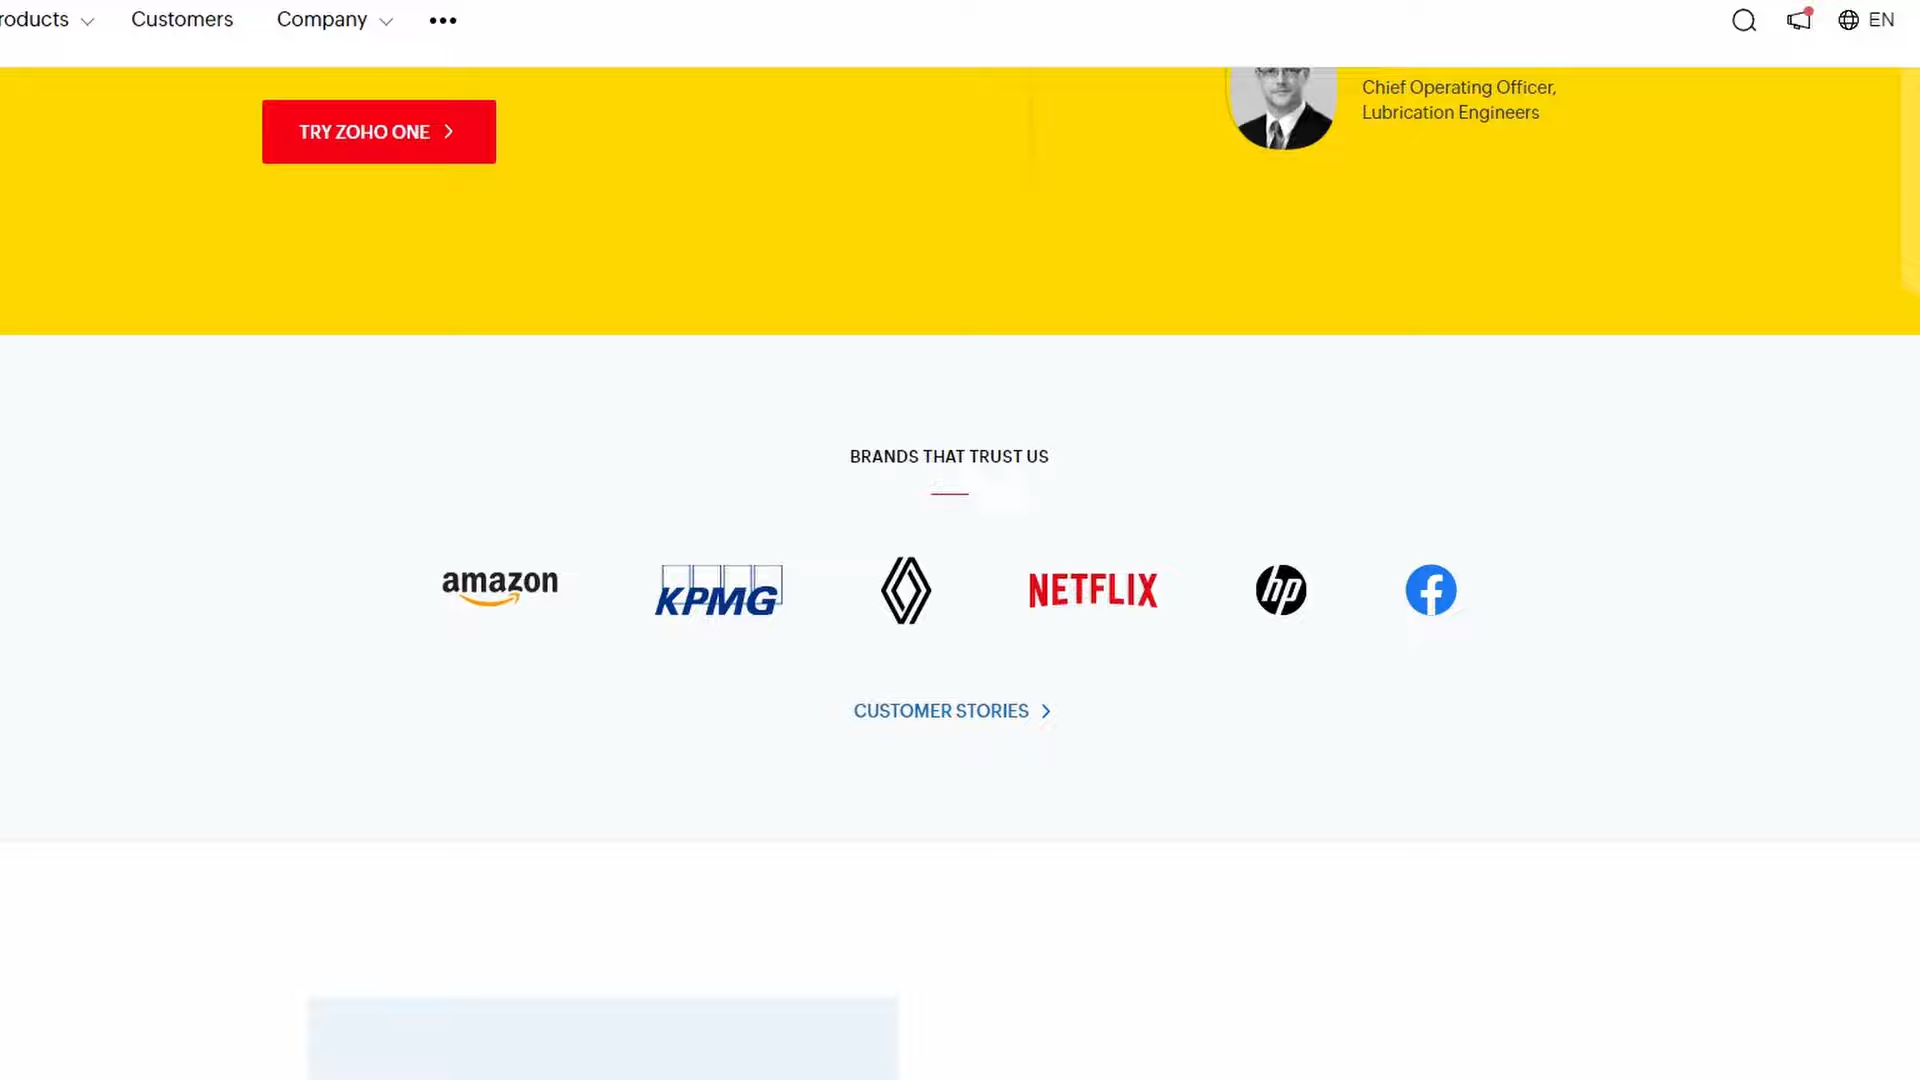 roducts
Customers
Company
EN
TRY ZOHO ONE
Chief Operating Officer,
Lubrication Engineers
BRANDS THAT TRUST US
amazon
KPMG
NETFLIX
hp
CUSTOMER STORIES